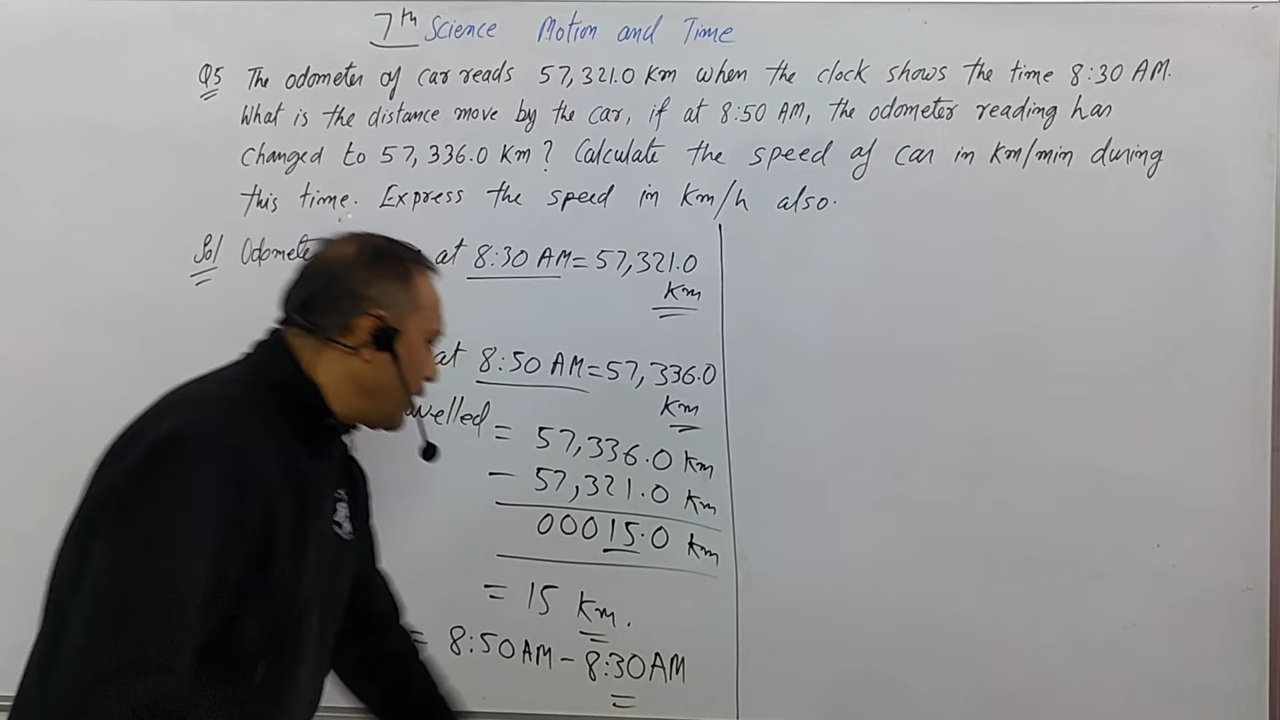 7th Science Motion and Time
Q5 The odometer of car reads 57,321.0 Km when the clock shows the time 8:30 AM.
What is the distance move by the car, if at 8:50 AM, the odometer reading has
changed to 57,336.0 Km? Calculate the speed of car in Km/min during
this time. Express the speed in Km/h also.
Sol Odomete at 8:30 AM = 57,321.0
Km
at 8:50 AM = 57,336.0
Km
velled = 57,336.0 Km
- 57,321.0 Km
00015.0 Km
= 15 Km.
= 8:50 AM - 8:30 AM